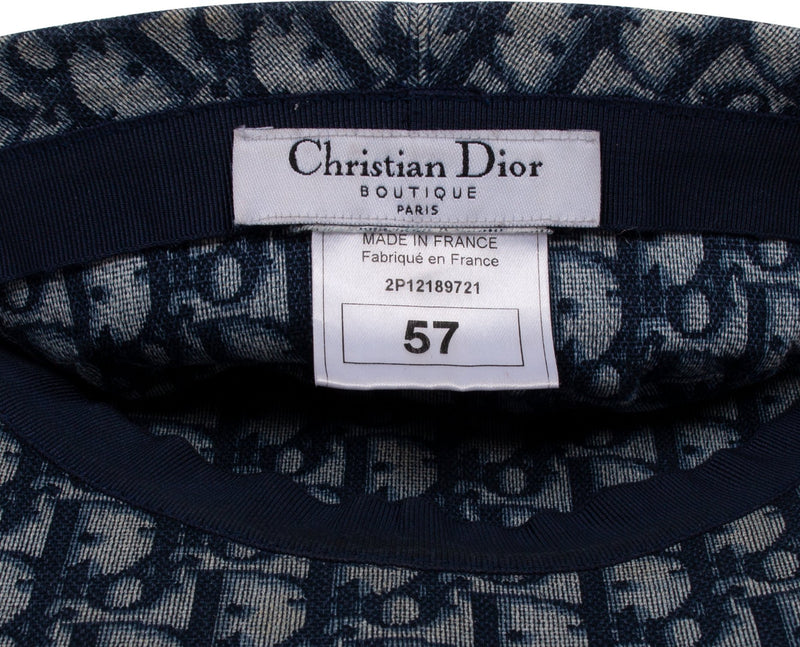 Christian Dior
BOUTIQUE
PARIS
MADE IN FRANCE
Fabriqué en France
2P12189721
57